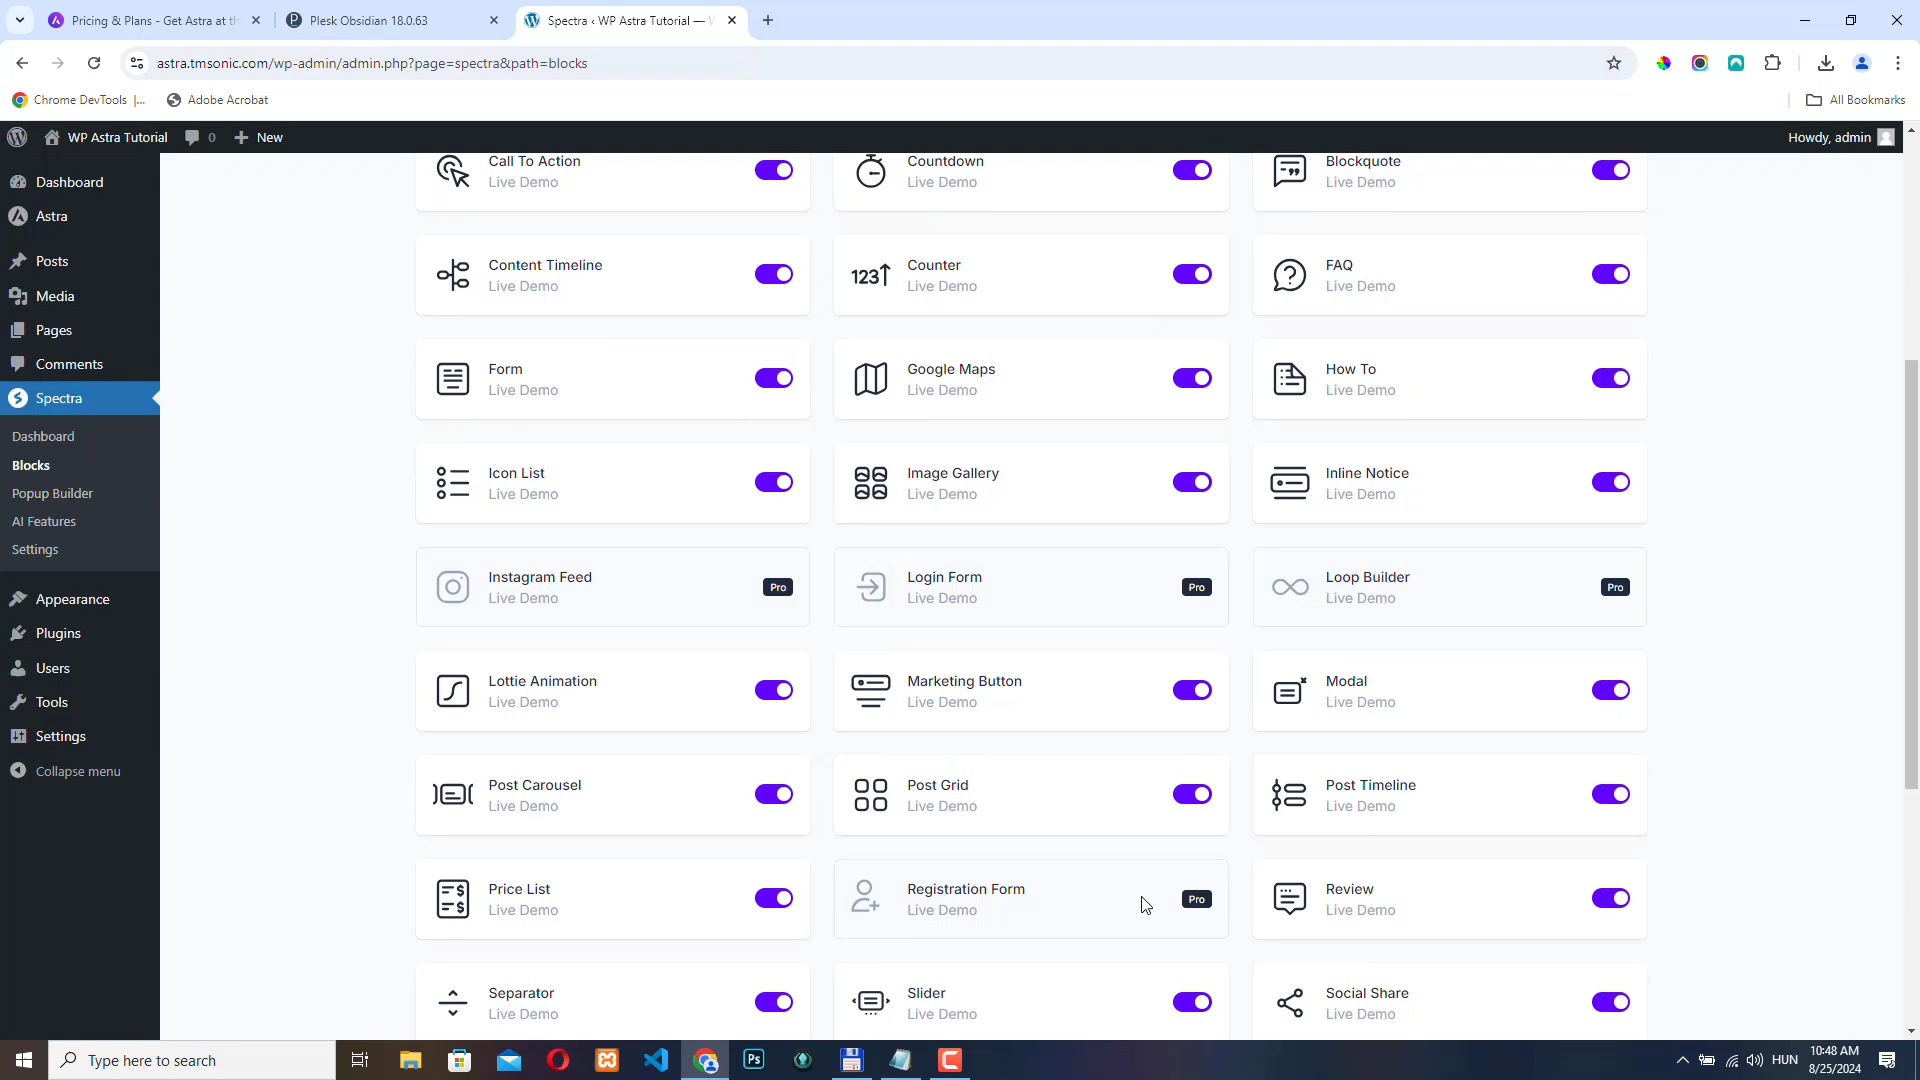 Pricing & Plans - Get Astra at th
Plesk Obsidian 18.0.63
Spectra ‹ WP Astra Tutorial — W
astra.tmsonic.com/wp-admin/admin.php?page=spectra&path=blocks
Chrome DevTools |...
Adobe Acrobat
All Bookmarks
WP Astra Tutorial
0
New
Howdy, admin
Dashboard
Astra
Posts
Media
Pages
Comments
Spectra
Dashboard
Blocks
Popup Builder
AI Features
Settings
Appearance
Plugins
Users
Tools
Settings
Collapse menu
Call To Action
Live Demo
Countdown
Live Demo
Blockquote
Live Demo
Content Timeline
Live Demo
123
Counter
Live Demo
FAQ
Live Demo
Form
Live Demo
Google Maps
Live Demo
How To
Live Demo
Icon List
Live Demo
Image Gallery
Live Demo
Inline Notice
Live Demo
Instagram Feed
Live Demo
Pro
Login Form
Live Demo
Pro
Loop Builder
Live Demo
Pro
Lottie Animation
Live Demo
Marketing Button
Live Demo
Modal
Live Demo
Post Carousel
Live Demo
Post Grid
Live Demo
Post Timeline
Live Demo
Price List
Live Demo
Registration Form
Live Demo
Pro
Review
Live Demo
Separator
Live Demo
Slider
Live Demo
Social Share
Live Demo
Type here to search
Ps
HUN
10:48 AM
8/25/2024